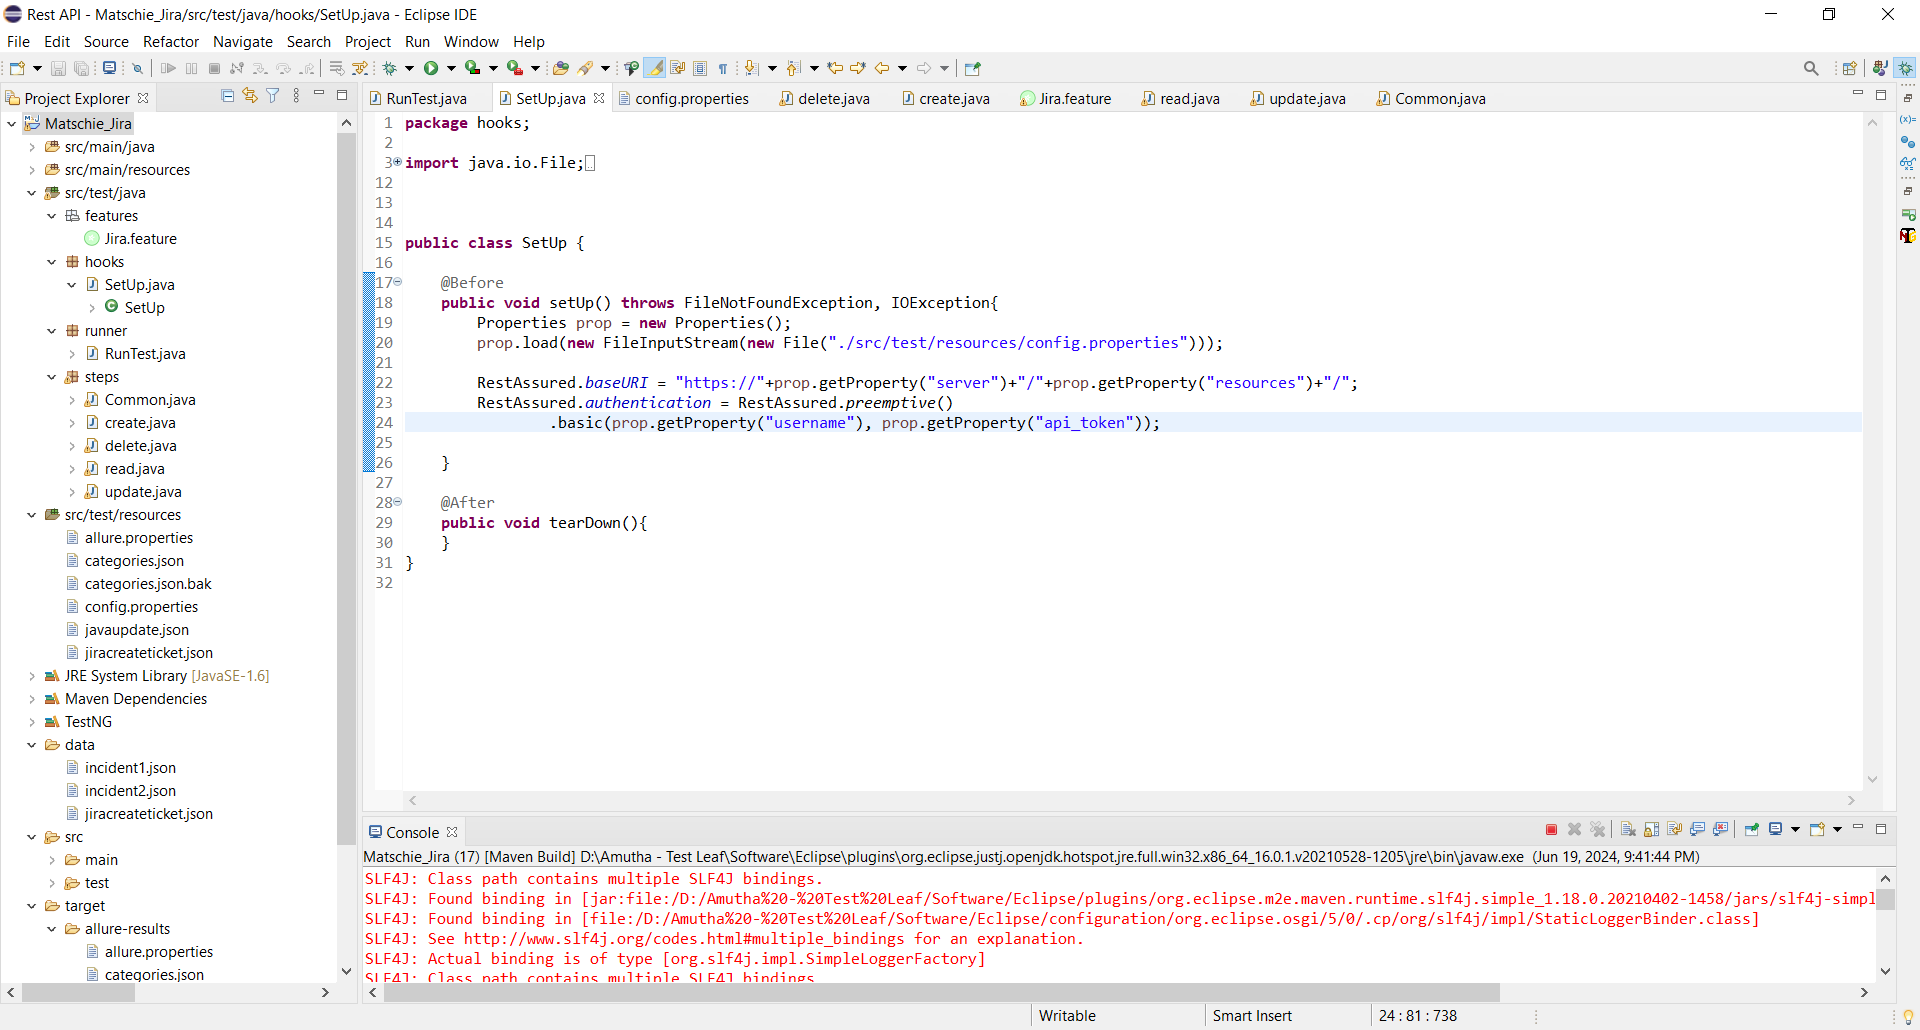 Rest API - Matschie_Jira/src/test/java/hooks/SetUp.java - Eclipse IDE
File Edit Source Refactor Navigate Search Project Run Window Help
Project Explorer
RunTest.java SetUp.java config.properties delete.java create.java Jira.feature read.java update.java Common.java
Matschie_Jira
src/main/java
src/main/resources
src/test/java
features
Jira.feature
hooks
SetUp.java
SetUp
runner
RunTest.java
steps
Common.java
create.java
delete.java
read.java
update.java
src/test/resources
allure.properties
categories.json
categories.json.bak
config.properties
javaupdate.json
jiracreateticket.json
JRE System Library [JavaSE-1.6]
Maven Dependencies
TestNG
data
incident1.json
incident2.json
jiracreateticket.json
src
main
test
target
allure-results
allure.properties
categories.json
1 package hooks;
2
3 import java.io.File;
12
13
14
15 public class SetUp {
16
17 @Before
18 public void setUp() throws FileNotFoundException, IOException{
19 Properties prop = new Properties();
20 prop.load(new FileInputStream(new File("./src/test/resources/config.properties")));
21
22 RestAssured.baseURI = "https://"+prop.getProperty("server")+"/"+prop.getProperty("resources")+"/";
23 RestAssured.authentication = RestAssured.preemptive()
24 .basic(prop.getProperty("username"), prop.getProperty("api_token"));
25
26 }
27
28 @After
29 public void tearDown(){
30 }
31 }
32
Console
Matschie_Jira (17) [Maven Build] D:\Amutha - Test Leaf\Software\Eclipse\plugins\org.eclipse.justj.openjdk.hotspot.jre.full.win32.x86_64_16.0.1.v20210528-1205\jre\bin\javaw.exe (Jun 19, 2024, 9:41:44 PM)
SLF4J: Class path contains multiple SLF4J bindings.
SLF4J: Found binding in [jar:file:/D:/Amutha%20-%20Test%20Leaf/Software/Eclipse/plugins/org.eclipse.m2e.maven.runtime.slf4j.simple_1.18.0.20210402-1458/jars/slf4j-simpl
SLF4J: Found binding in [file:/D:/Amutha%20-%20Test%20Leaf/Software/Eclipse/configuration/org.eclipse.osgi/5/0/.cp/org/slf4j/impl/StaticLoggerBinder.class]
SLF4J: See http://www.slf4j.org/codes.html#multiple_bindings for an explanation.
SLF4J: Actual binding is of type [org.slf4j.impl.SimpleLoggerFactory]
SLF4J: Class path contains multiple SLF4J bindings
Writable Smart Insert 24 : 81 : 738